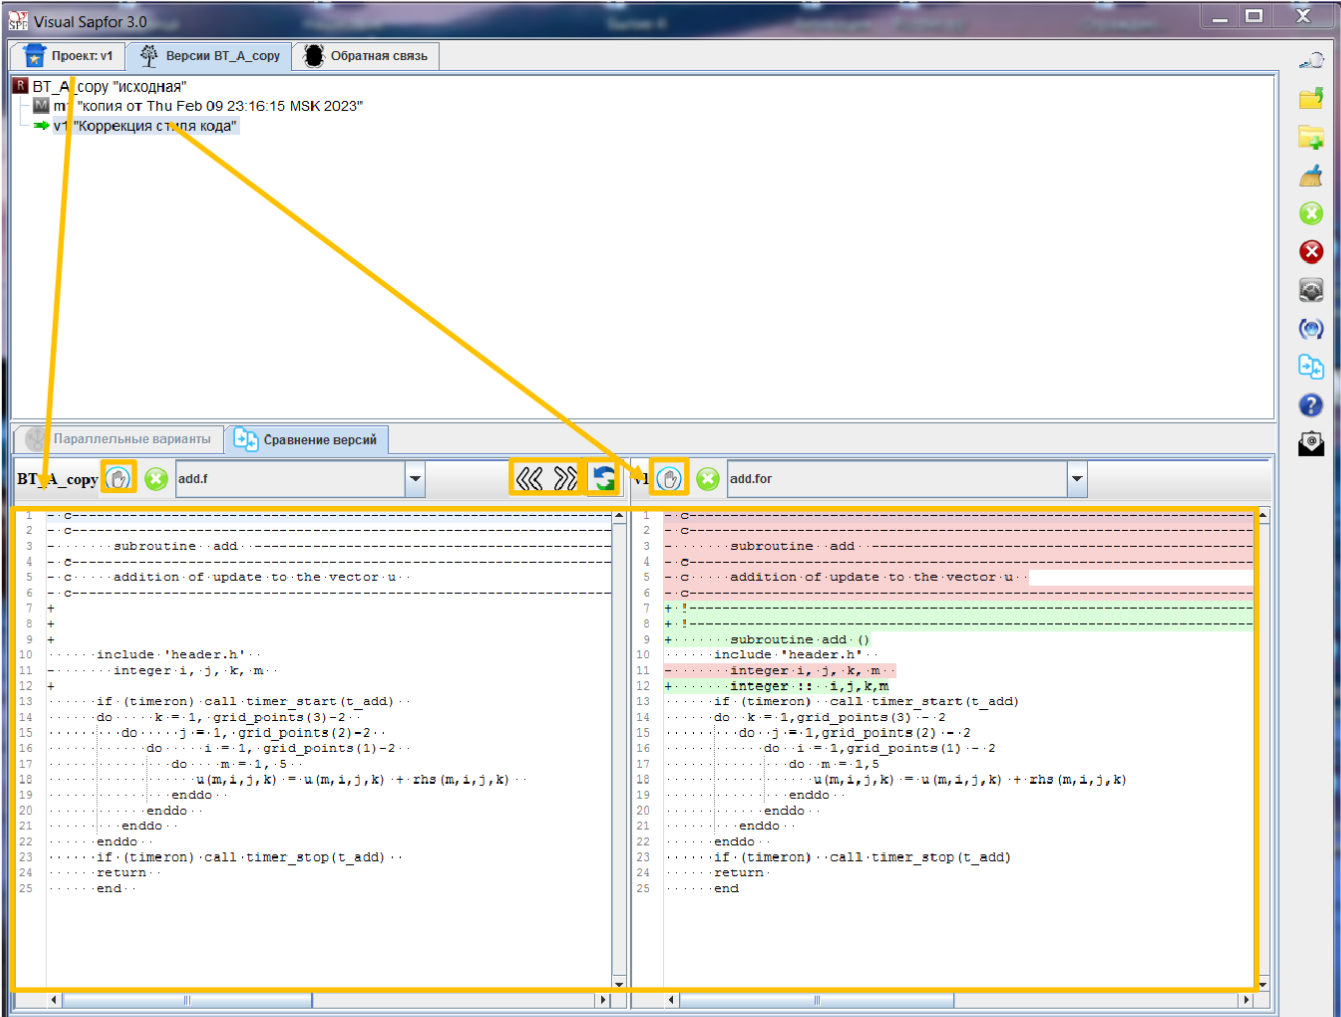 Visual Sapfor 3.0
Проект: v1 Версии BT_A_copy Обратная связь
R BT_A_copy "исходная"
M m1 "копия от Thu Feb 09 23:16:15 MSK 2023"
v1 "Коррекция стиля кода"
Параллельные варианты Сравнение версий
BT_A_copy add.f
1 - c------------------------------------------------------------------
2 - c------------------------------------------------------------------
3 -········subroutine··add··-------------------------------------------
4 - c------------------------------------------------------------------
5 - c·····addition·of·update·to·the·vector·u··
6 - c------------------------------------------------------------------
7 +
8 +
9 +
10 ······include·'header.h'··
11 -········integer·i,·j,·k,·m··
12 +
13 ······if·(timeron)·call·timer_start(t_add)··
14 ······do·····k·=·1,·grid_points(3)-2··
15 ·········do·····j·=·1,·grid_points(2)-2··
16 ············do·····i·=·1,·grid_points(1)-2··
17 ···············do····m·=·1,·5··
18 ··················u(m,i,j,k)·=·u(m,i,j,k)·+·rhs(m,i,j,k)··
19 ···············enddo··
20 ············enddo··
21 ·········enddo··
22 ······enddo··
23 ······if·(timeron)·call·timer_stop(t_add)··
24 ······return··
25 ······end··
v1 add.for
1 - c------------------------------------------------------------------
2 - c------------------------------------------------------------------
3 -········subroutine··add··-------------------------------------------
4 - c------------------------------------------------------------------
5 - c·····addition·of·update·to·the·vector·u··
6 - c------------------------------------------------------------------
7 +·!------------------------------------------------------------------
8 +·!------------------------------------------------------------------
9 +········subroutine·add·()
10 ······include·'header.h'··
11 -········integer·i,·j,·k,·m··
12 +········integer·::··i,j,k,m
13 ······if·(timeron)··call·timer_start(t_add)
14 ······do··k·=·1,grid_points(3)·-·2
15 ·········do··j·=·1,grid_points(2)·-·2
16 ············do··i·=·1,grid_points(1)·-·2
17 ···············do··m·=·1,5
18 ··················u(m,i,j,k)·=·u(m,i,j,k)·+·rhs(m,i,j,k)
19 ···············enddo··
20 ············enddo··
21 ·········enddo··
22 ······enddo··
23 ······if·(timeron)··call·timer_stop(t_add)
24 ······return·
25 ······end